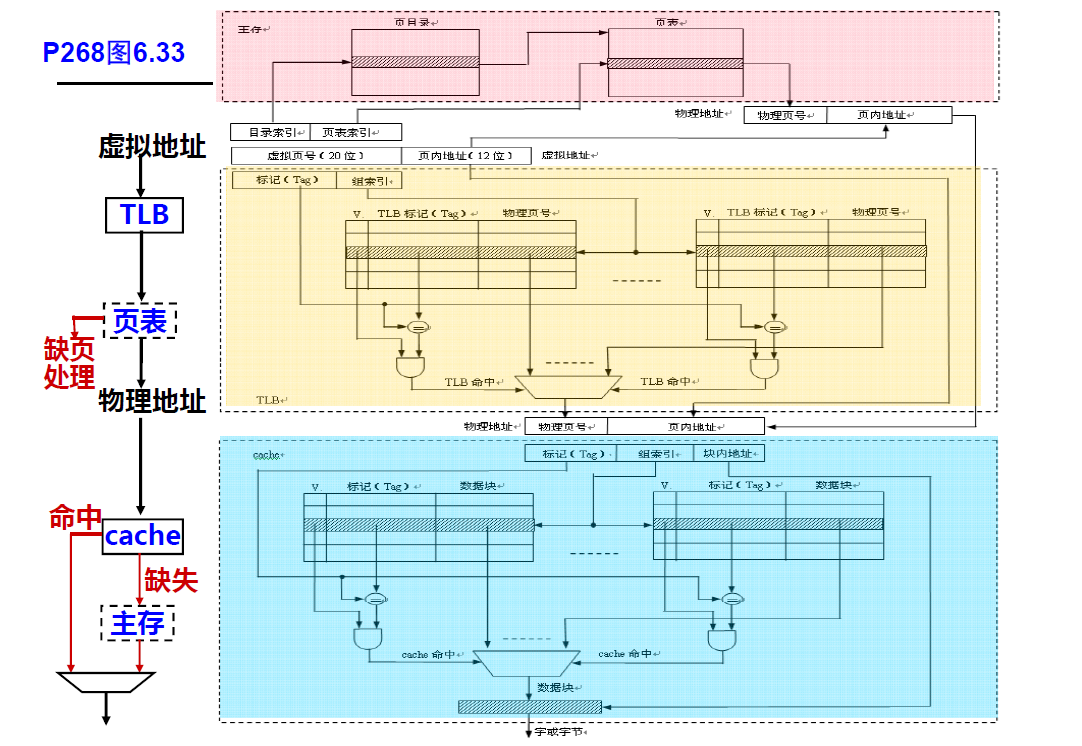 P268图6.33
虚拟地址
TLB
页表
缺页
处理
物理地址
命中
cache
缺失
主存
主存
页目录
页表
物理地址
物理页号
页内地址
目录索引
页表索引
虚拟页号(20位)
页内地址(12位)
虚拟地址
标记(Tag)
组索引
V. TLB 标记(Tag) 物理页号
V. TLB 标记(Tag) 物理页号
TLB 命中
TLB 命中
TLB
物理地址
物理页号
页内地址
cache
标记(Tag)
组索引
块内地址
V 标记(Tag) 数据块
V. 标记(Tag) 数据块
cache 命中
cache 命中
数据块
字或字节